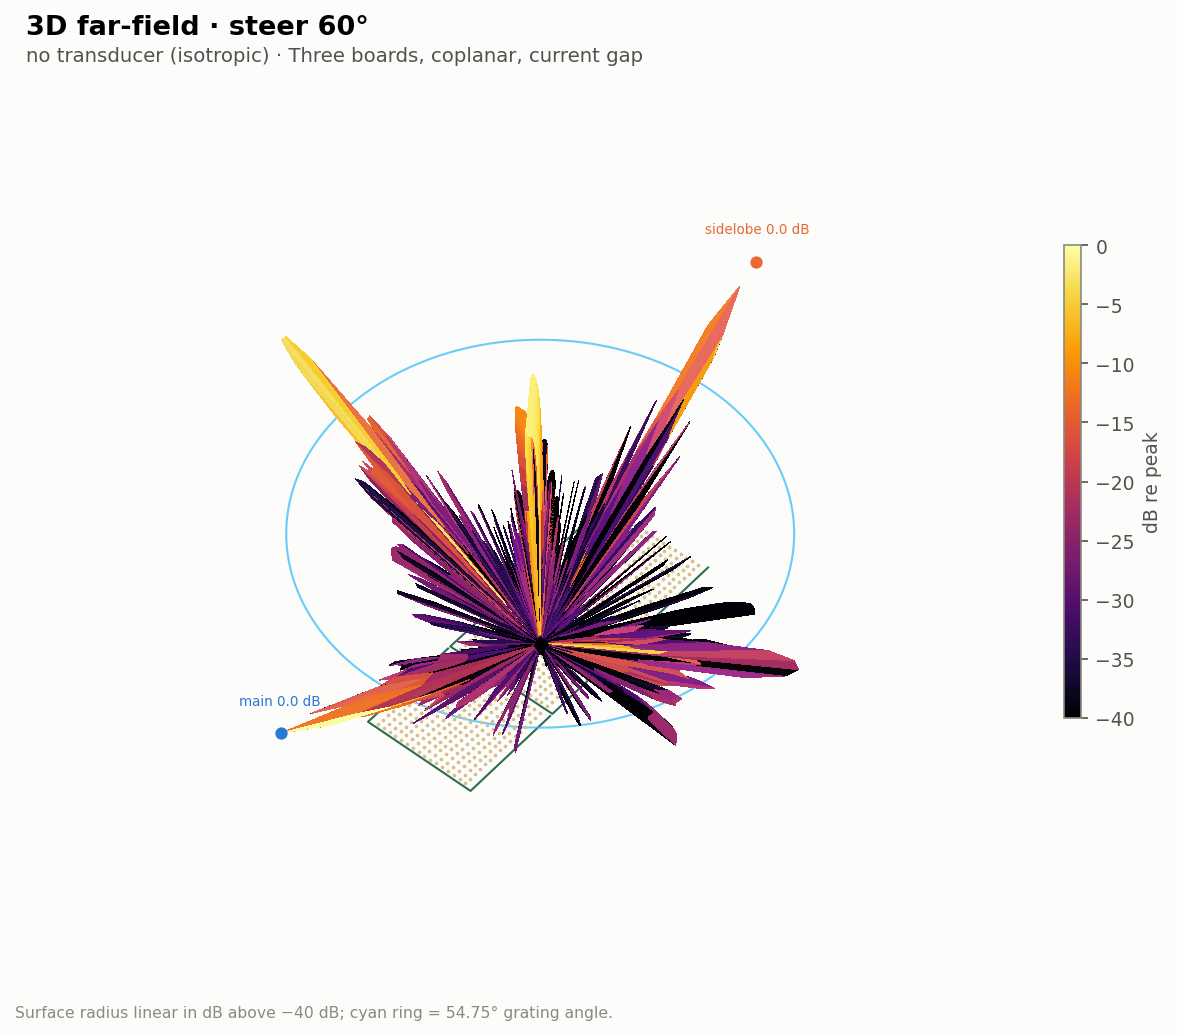 3D far-field · steer 60°
no transducer (isotropic) · Three boards, coplanar, current gap
sidelobe 0.0 dB
main 0.0 dB
0
−5
−10
−15
−20
−25
−30
−35
−40
dB re peak
Surface radius linear in dB above −40 dB; cyan ring = 54.75° grating angle.